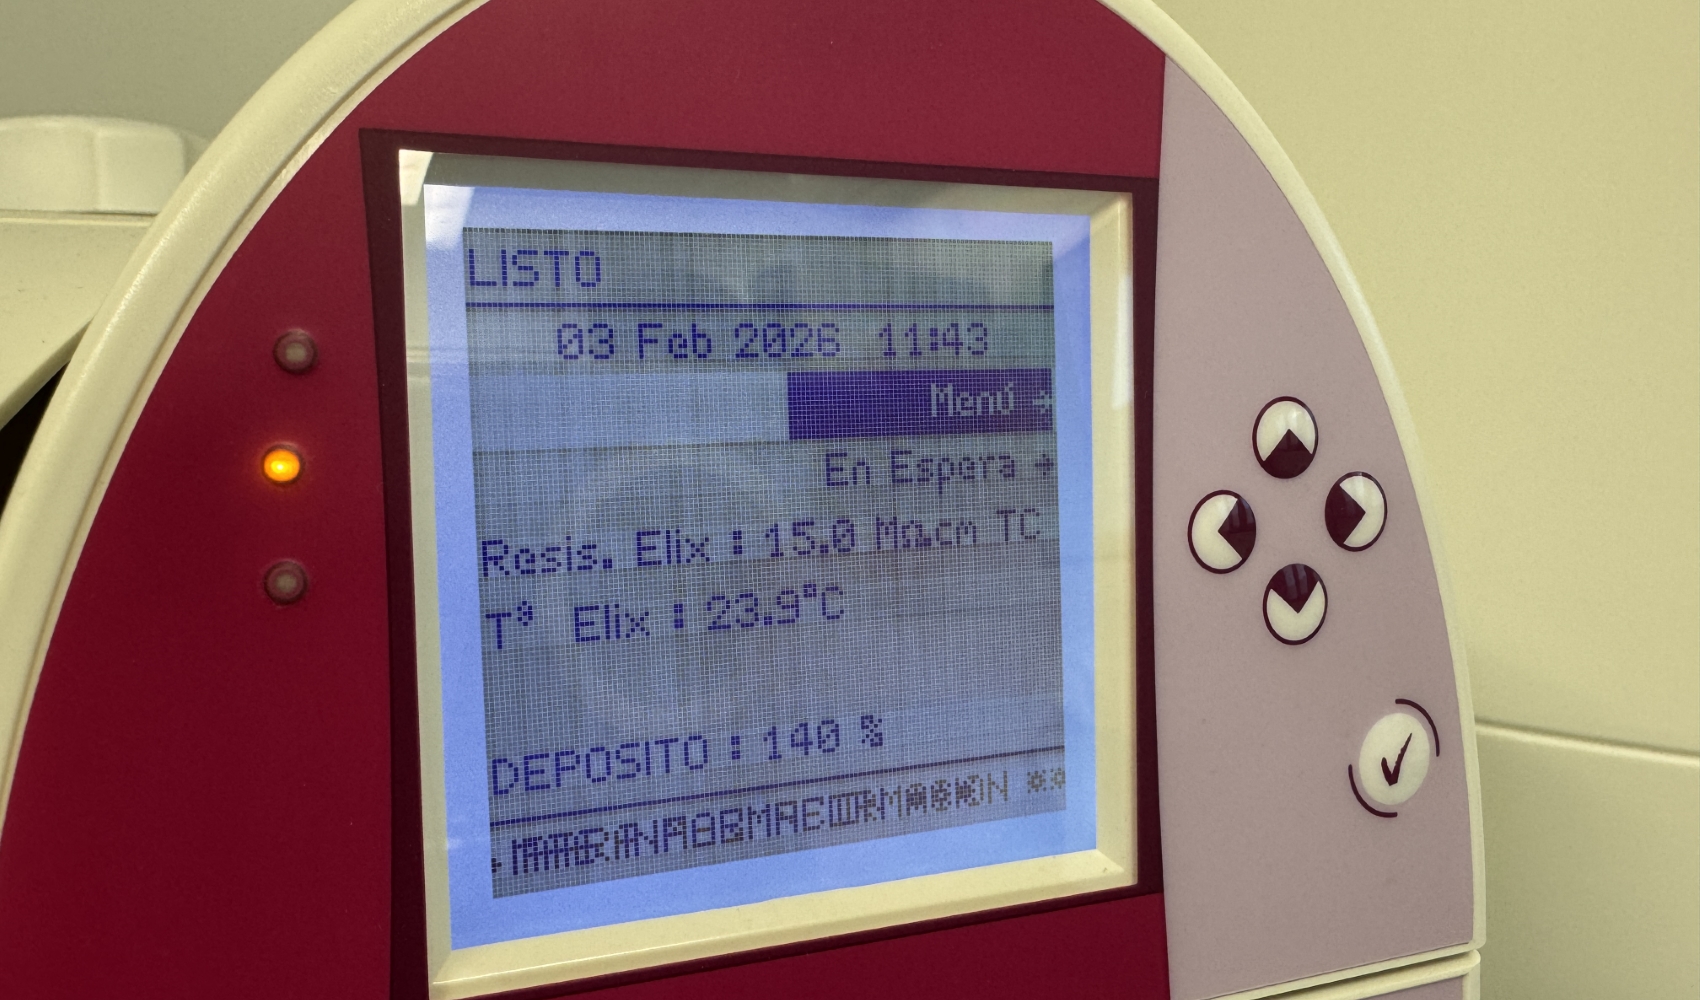 LISTO
03 Feb 2026 11:43
Menú →
En Espera →
Resis. Elix : 15.0 MΩ.cm TC
Tª Elix : 23.9°C
DEPOSITO : 140 %